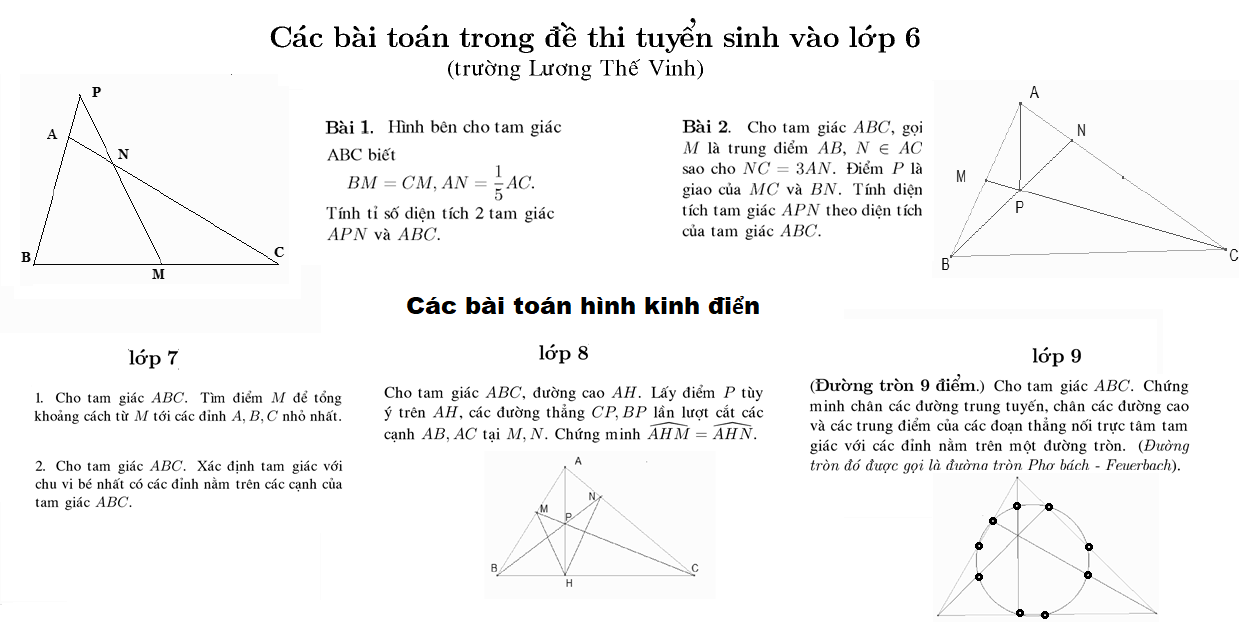 Các bài toán trong đề thi tuyển sinh vào lớp 6
(trường Lương Thế Vinh)
P
A
N
B
M
C
Bài 1. Hình bên cho tam giác
ABC biết
BM = CM, AN = 1/5 AC.
Tính tỉ số diện tích 2 tam giác
APN và ABC.
Bài 2. Cho tam giác ABC, gọi
M là trung điểm AB, N ∈ AC
sao cho NC = 3AN. Điểm P là
giao của MC và BN. Tính diện
tích tam giác APN theo diện tích
của tam giác ABC.
A
N
M
P
B
C
Các bài toán hình kinh điển
lớp 7
1. Cho tam giác ABC. Tìm điểm M để tổng
khoảng cách từ M tới các đỉnh A, B, C nhỏ nhất.
2. Cho tam giác ABC. Xác định tam giác với
chu vi bé nhất có các đỉnh nằm trên các cạnh của
tam giác ABC.
lớp 8
Cho tam giác ABC, đường cao AH. Lấy điểm P tùy
ý trên AH, các đường thẳng CP, BP lần lượt cắt các
cạnh AB, AC tại M, N. Chứng minh \widehat{AHM} = \widehat{AHN}.
A
N
M
P
B
C
H
lớp 9
(Đường tròn 9 điểm.) Cho tam giác ABC. Chứng
minh chân các đường trung tuyến, chân các đường cao
và các trung điểm của các đoạn thẳng nối trực tâm tam
giác với các đỉnh nằm trên một đường tròn. (Đường
tròn đó được gọi là đường tròn Phơ bách - Feuerbach).